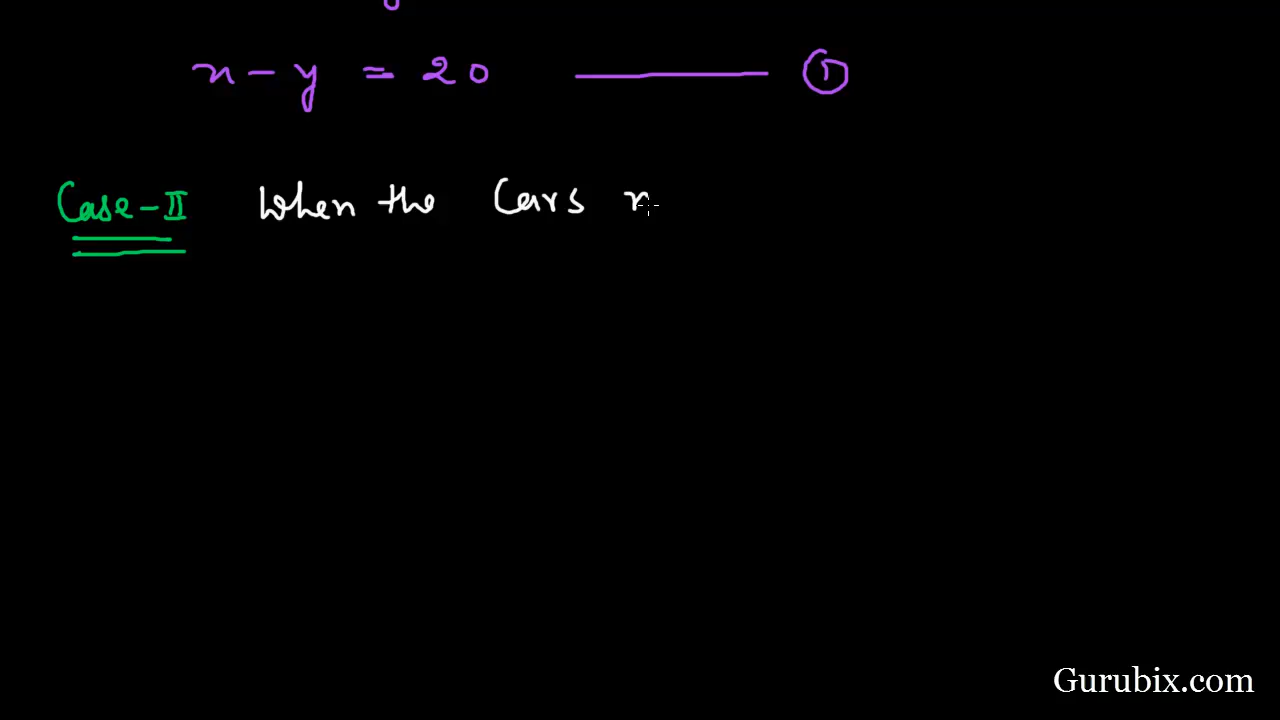 x - y = 20 ——— ①
Case-II When the Cars
Gurubix.com